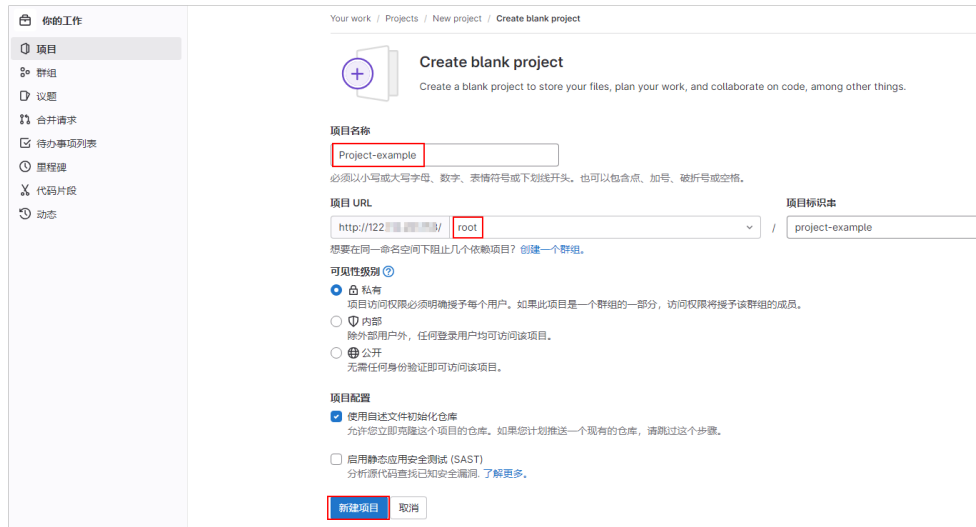 你的工作
项目
群组
议题
合并请求
待办事项列表
里程碑
代码片段
动态
Your work / Projects / New project / Create blank project
Create blank project
Create a blank project to store your files, plan your work, and collaborate on code, among other things.
项目名称
Project-example
必须以小写或大写字母、数字、表情符号或下划线开头。也可以包含点、加号、破折号或空格。
项目 URL
项目标识串
http://122 / root / project-example
想要在同一命名空间下阻止几个依赖项目？创建一个群组。
可见性级别
私有
项目访问权限必须明确授予每个用户。如果此项目是一个群组的一部分，访问权限将授予该群组的成员。
内部
除外部用户外，任何登录用户均可访问该项目。
公开
无需任何身份验证即可访问该项目。
项目配置
使用自述文件初始化仓库
允许您立即克隆这个项目的仓库。如果您计划推送一个现有的仓库，请跳过这个步骤。
启用静态应用安全测试 (SAST)
分析源代码查找已知安全漏洞. 了解更多。
新建项目
取消